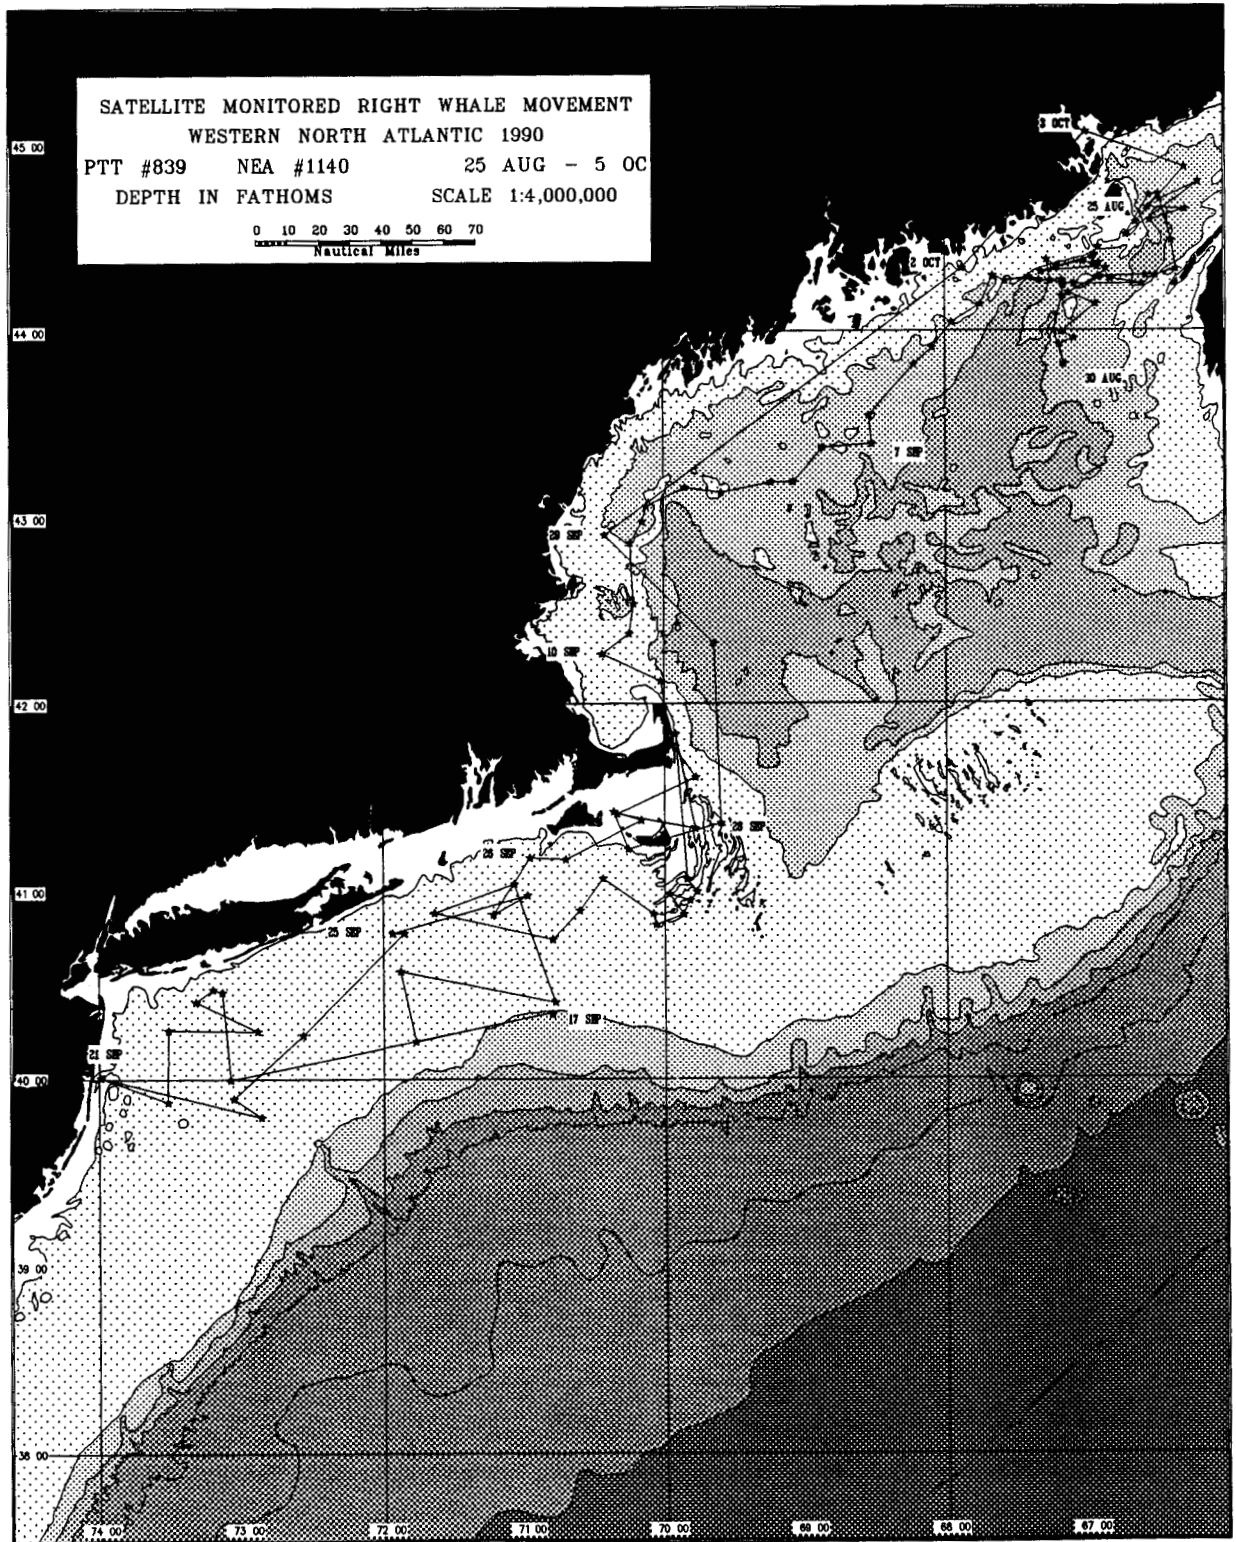 SATELLITE MONITORED RIGHT WHALE MOVEMENT
WESTERN NORTH ATLANTIC 1990
PTT #839 NEA #1140 25 AUG - 5 OC
DEPTH IN FATHOMS SCALE 1:4,000,000
0 10 20 30 40 50 60 70
Nautical Miles
3 OCT
45 00
25 AUG
2 OCT
44 00
30 AUG
7 SEP
43 00
29 SEP
10 SEP
42 00
28 SEP
26 SEP
41 00
25 SEP
17 SEP
21 SEP
40 00
39 00
38 00
74 00 73 00 72 00 71 00 70 00 69 00 68 00 67 00